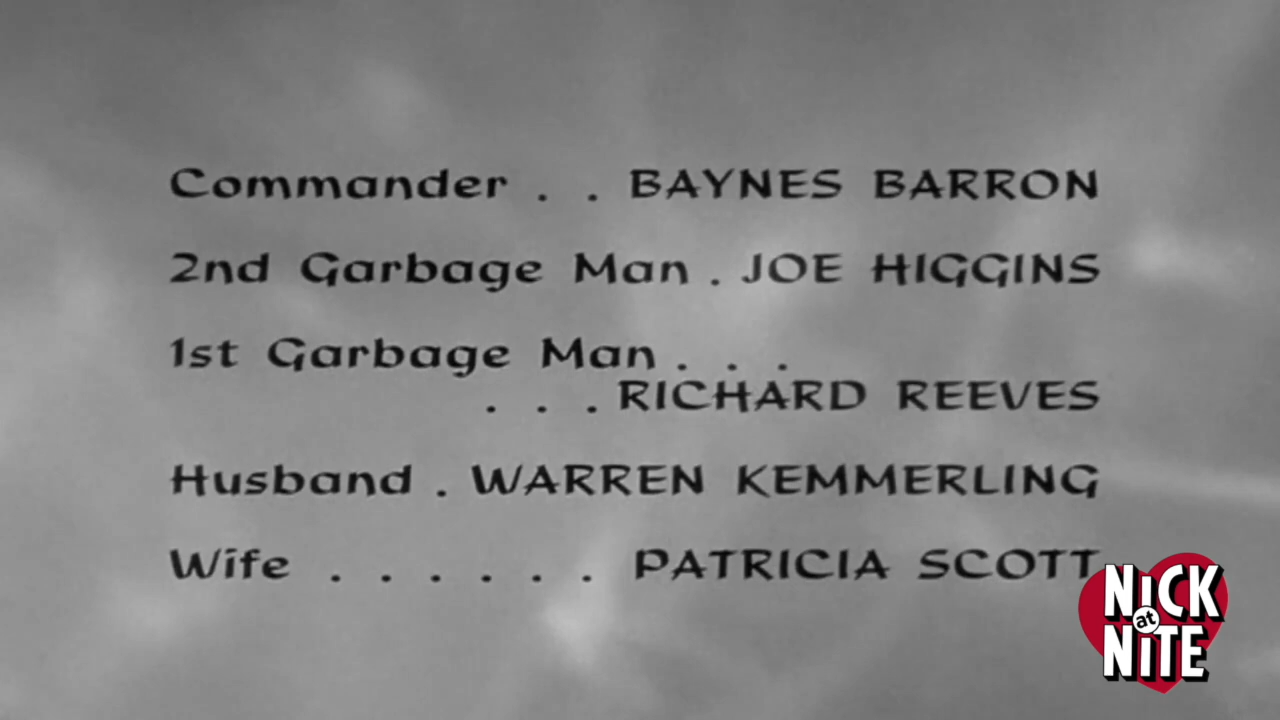 Commander . . BAYNES BARRON
2nd Garbage Man . JOE HIGGINS
1st Garbage Man . . .
. . . RICHARD REEVES
Husband . WARREN KEMMERLING
Wife . . . . . . PATRICIA SCOTT
NICK
at
NITE